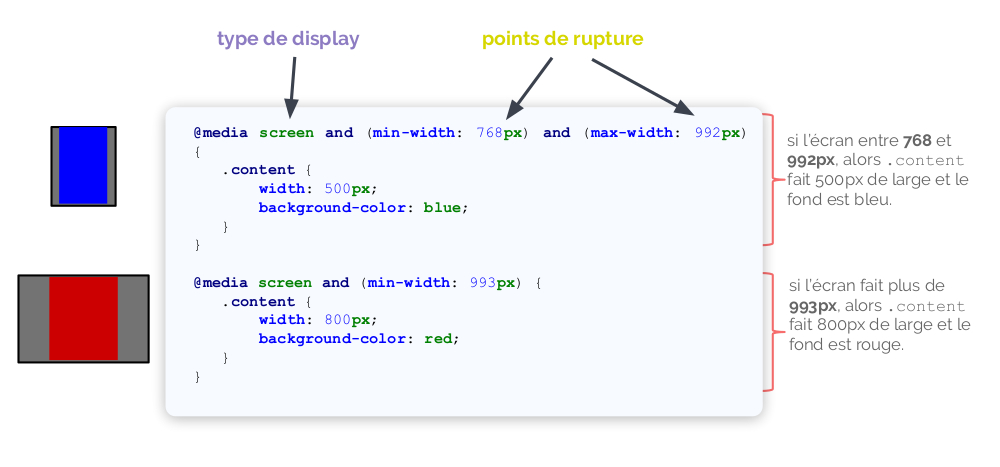 type de display
points de rupture
@media screen and (min-width: 768px) and (max-width: 992px)
{
.content {
width: 500px;
background-color: blue;
}
}
si l'écran entre 768 et
992px, alors .content
fait 500px de large et le
fond est bleu.
@media screen and (min-width: 993px) {
.content {
width: 800px;
background-color: red;
}
}
si l'écran fait plus de
993px, alors .content
fait 800px de large et le
fond est rouge.